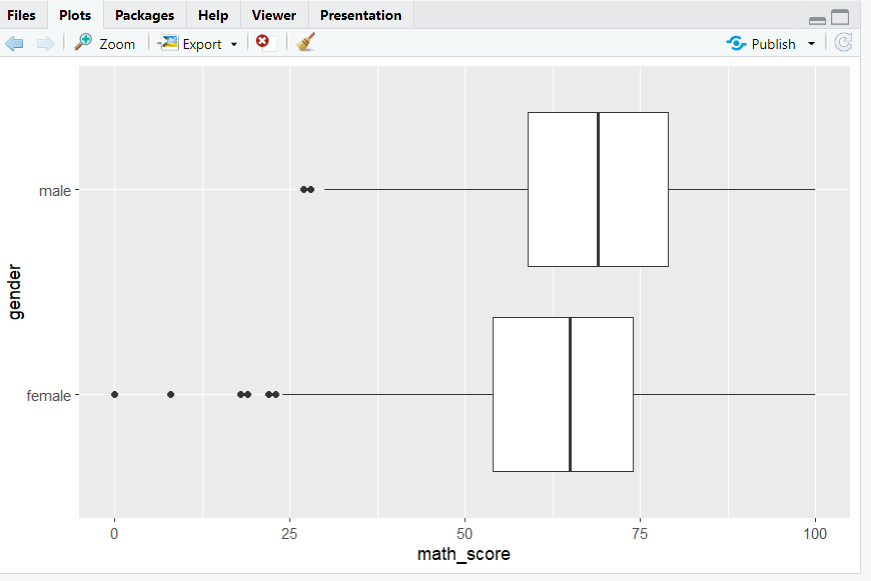 Files Plots Packages Help Viewer Presentation
Zoom Export Publish
male
female
gender
0 25 50 75 100
math_score